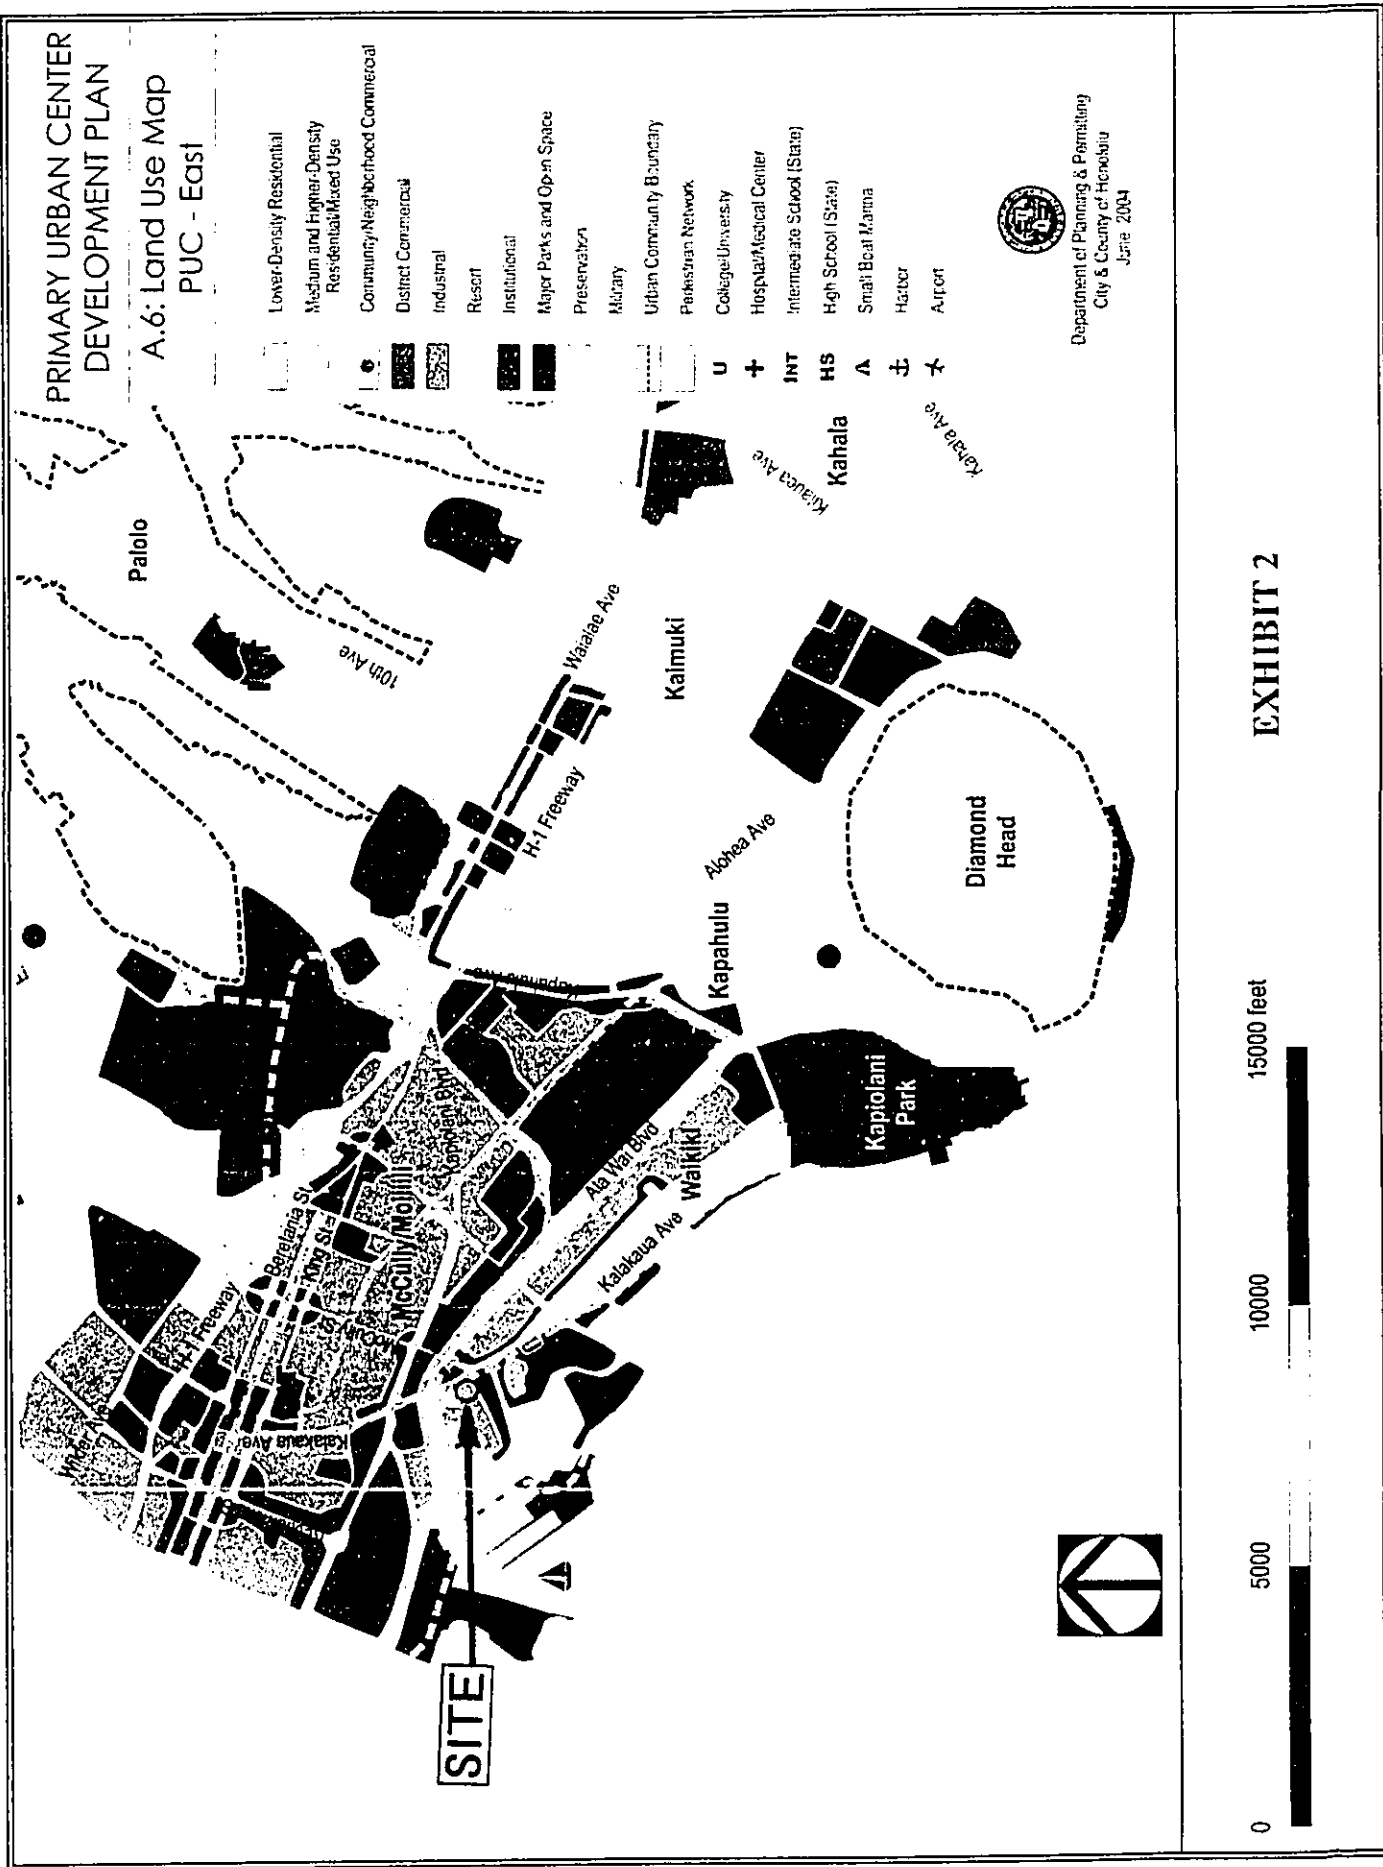 PRIMARY URBAN CENTER
DEVELOPMENT PLAN
A.6: Land Use Map
PUC - East
Lower-Density Residential
Medium and Higher-Density
Residential/Mixed Use
Community/Neighborhood Commercial
District Commercial
Industrial
Resort
Institutional
Major Parks and Open Space
Preservation
Military
Urban Community Boundary
Pedestrian Network
U College/University
Hospital/Medical Center
INT Intermediate School (State)
HS High School (State)
Small Boat Marina
Harbor
Airport
Department of Planning & Permitting
City & County of Honolulu
June 2004
Palolo
10th Ave
Waialae Ave
Kaimuki
H-1 Freeway
Kilauea Ave
Kahala
Kahala Ave
Alohea Ave
Kapahulu
Kapahulu Ave
Diamond
Head
Kapiolani
Park
Kapiolani Blvd
McCully/Moiliili
Ala Wai Blvd
Waikiki
Kalakaua Ave
Beretania St
King St
McCully St
H-1 Freeway
Wilder Ave
Kalakaua Ave
SITE
0 5000 10000 15000 feet
EXHIBIT 2